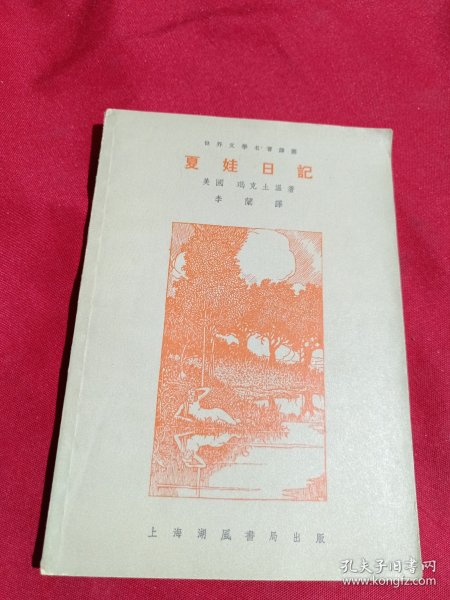 世界文學名著譯叢
夏娃日記
美國 瑪克土溫著
李蘭譯
上海湖風書局出版
孔夫子旧书网
www.kongfz.com